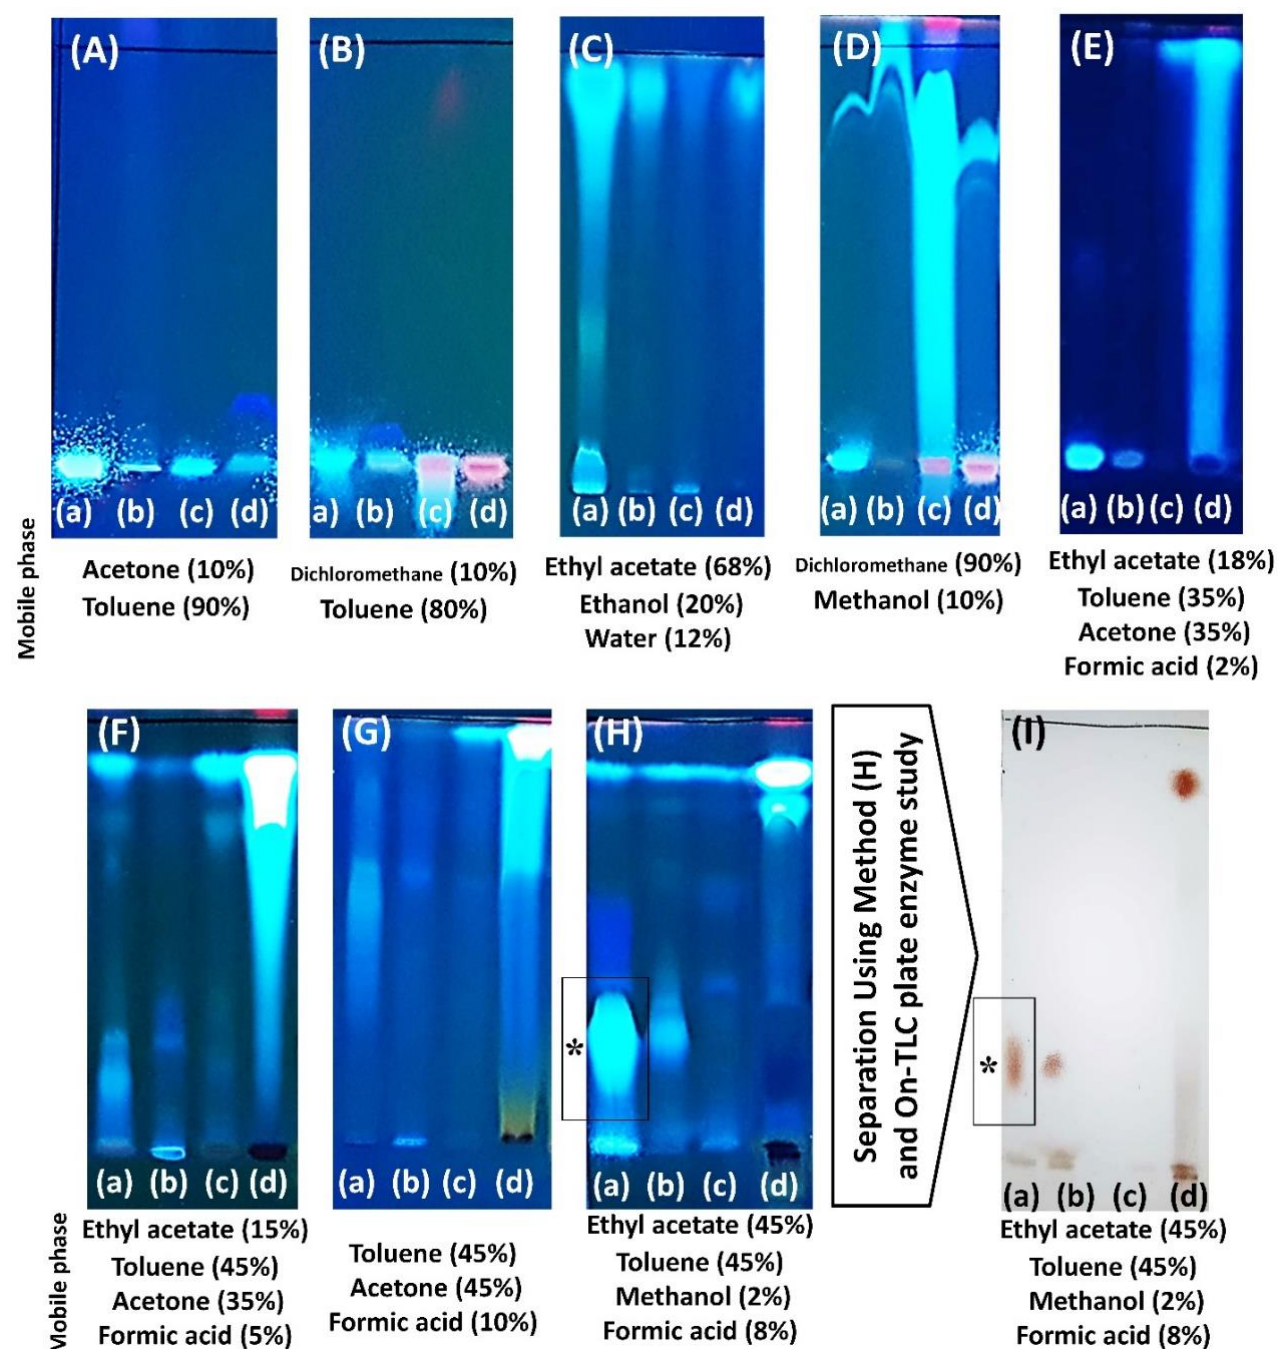 (A)
(B)
(C)
(D)
(E)
(a) (b) (c) (d)
a) (b) (c) (d)
(a) (b) (c) (d)
(a) (b) (c) (d)
(a) (b) (c) (d)
Mobile phase
Acetone (10%)
Toluene (90%)
Dichloromethane (10%)
Toluene (80%)
Ethyl acetate (68%)
Ethanol (20%)
Water (12%)
Dichloromethane (90%)
Methanol (10%)
Ethyl acetate (18%)
Toluene (35%)
Acetone (35%)
Formic acid (2%)
(F)
(G)
(H)
Separation Using Method (H)
and On-TLC plate enzyme study
(I)
*
*
(a) (b) (c) (d)
(a) (b) (c) (d)
(a) (b) (c) (d)
(a) (b) (c) (d)
Mobile phase
Ethyl acetate (15%)
Toluene (45%)
Acetone (35%)
Formic acid (5%)
Toluene (45%)
Acetone (45%)
Formic acid (10%)
Ethyl acetate (45%)
Toluene (45%)
Methanol (2%)
Formic acid (8%)
Ethyl acetate (45%)
Toluene (45%)
Methanol (2%)
Formic acid (8%)